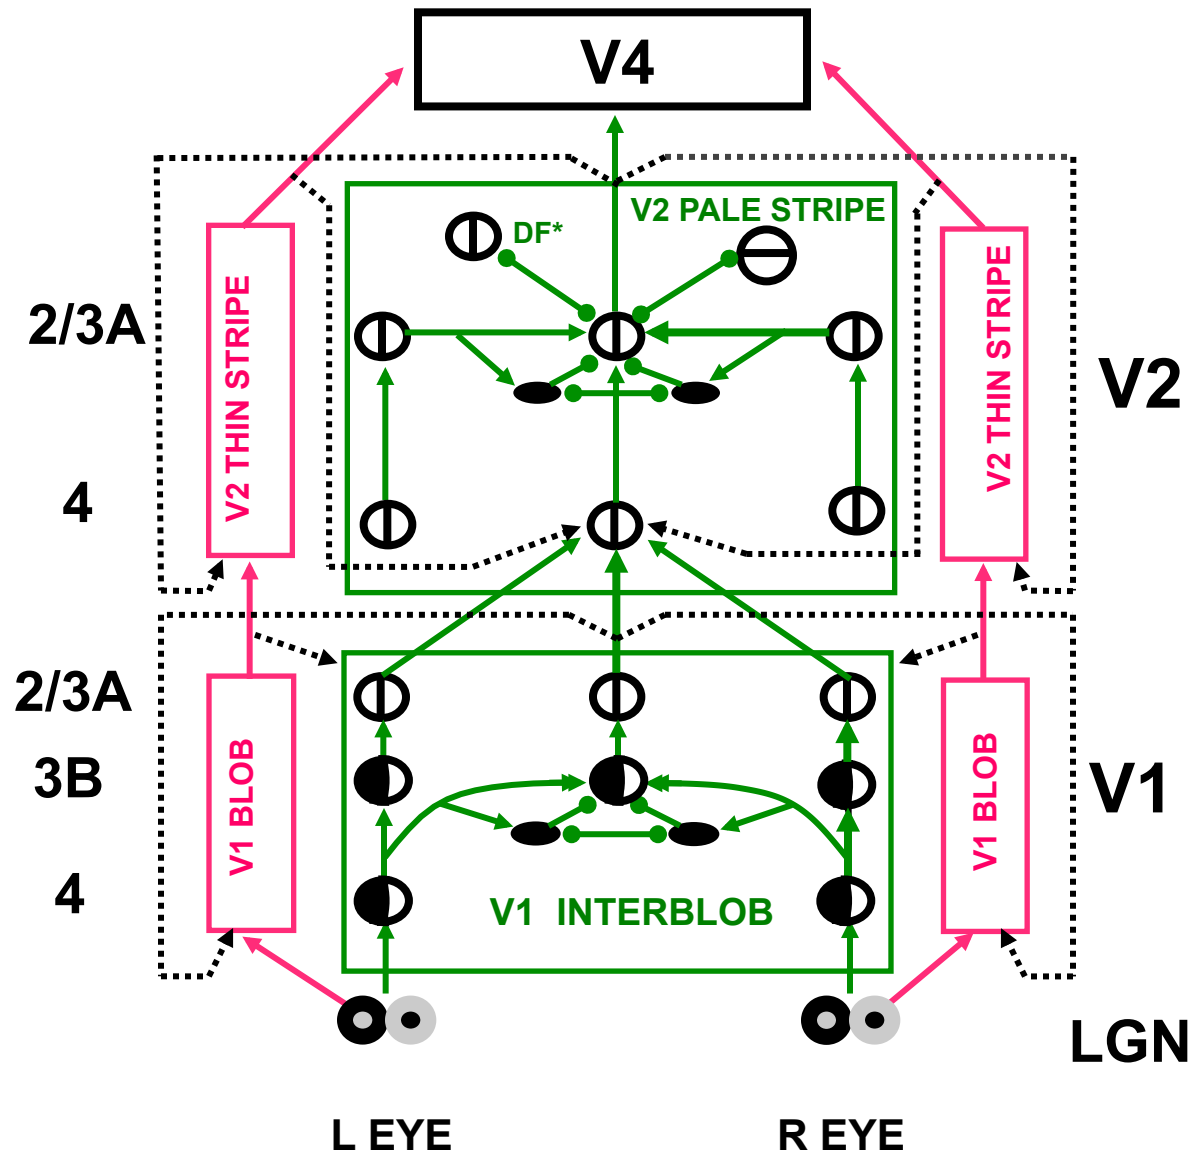 V4
V2 PALE STRIPE
DF*
2/3A
V2 THIN STRIPE
V2 THIN STRIPE
V2
4
2/3A
3B
V1 BLOB
V1 BLOB
V1
4
V1 INTERBLOB
LGN
L EYE
R EYE